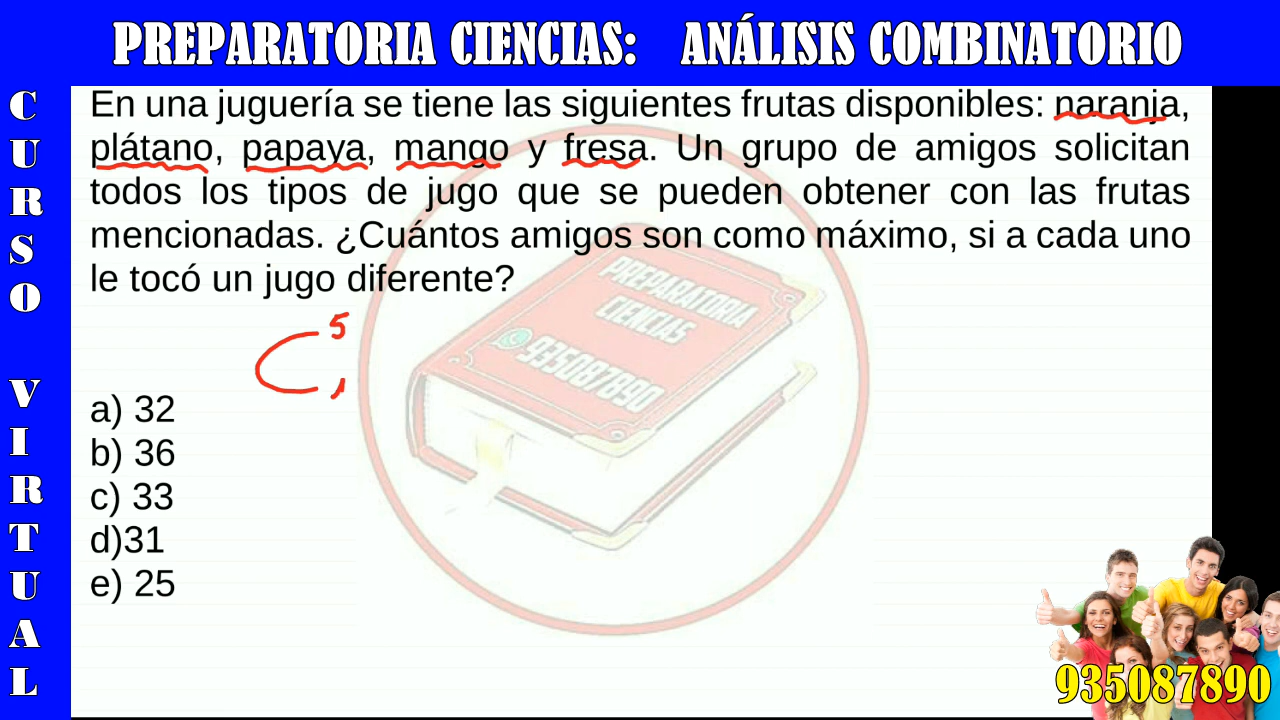 PREPARATORIA CIENCIAS: ANÁLISIS COMBINATORIO
CURSO VIRTUAL
En una juguería se tiene las siguientes frutas disponibles: naranja,
plátano, papaya, mango y fresa. Un grupo de amigos solicitan
todos los tipos de jugo que se pueden obtener con las frutas
mencionadas. ¿Cuántos amigos son como máximo, si a cada uno
le tocó un jugo diferente?
PREPARATORIA
CIENCIAS
935087890
C 5
1
a) 32
b) 36
c) 33
d)31
e) 25
935087890